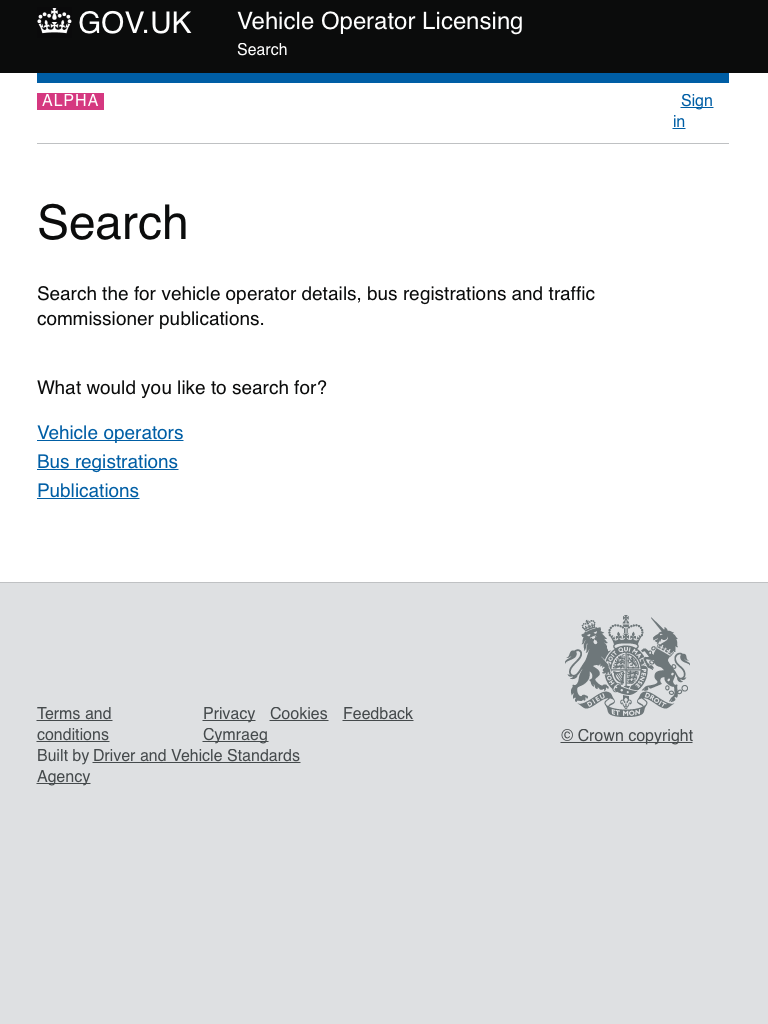 GOV.UK
Vehicle Operator Licensing
Search
ALPHA
Sign
in
Search
Search the for vehicle operator details, bus registrations and traffic
commissioner publications.
What would you like to search for?
Vehicle operators
Bus registrations
Publications
Terms and Privacy Cookies Feedback
conditions Cymraeg
Built by Driver and Vehicle Standards
Agency
DIEU ET MON DROIT
© Crown copyright